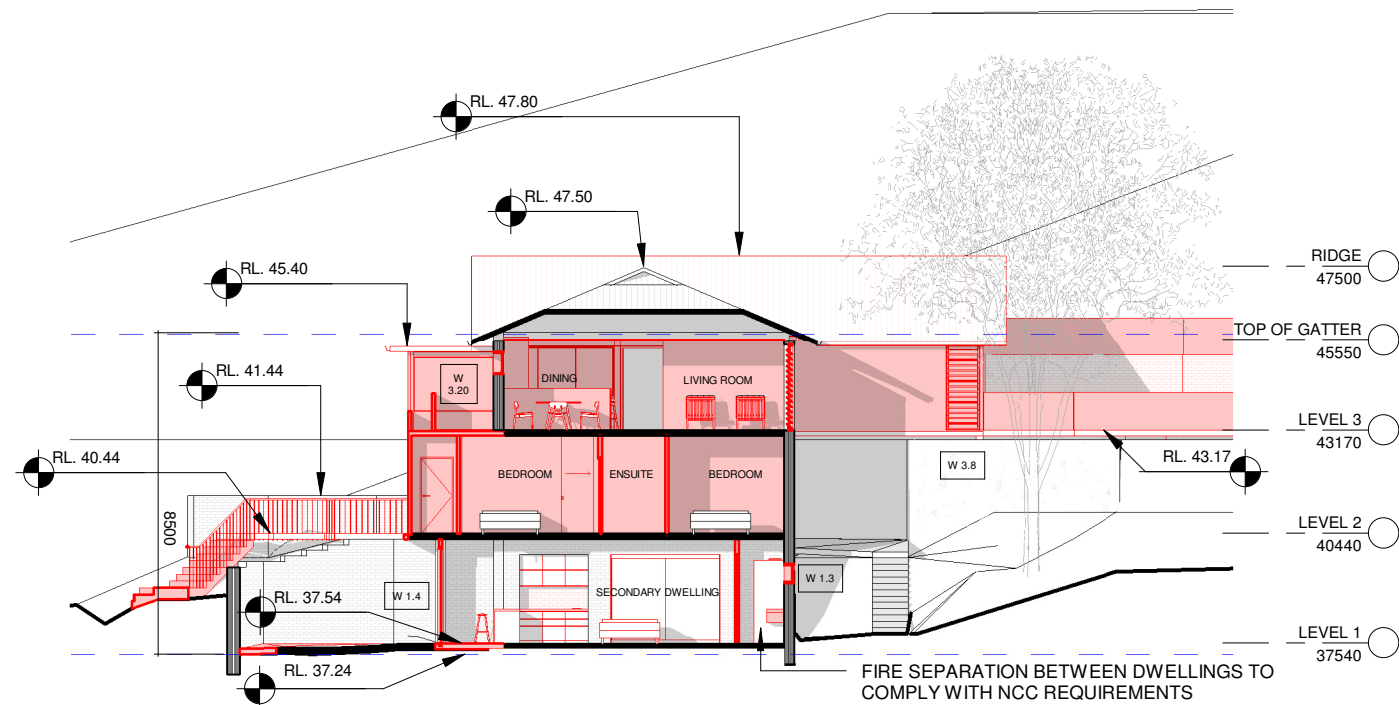 RL. 47.80
RL. 47.50
RL. 45.40
RL. 41.44
RL. 40.44
8500
RL. 37.54
RL. 37.24
W
3.20
DINING
LIVING ROOM
BEDROOM
ENSUITE
BEDROOM
W 1.4
SECONDARY DWELLING
W 1.3
W 3.8
RL. 43.17
RIDGE
47500
TOP OF GATTER
45550
LEVEL 3
43170
LEVEL 2
40440
LEVEL 1
37540
FIRE SEPARATION BETWEEN DWELLINGS TO
COMPLY WITH NCC REQUIREMENTS